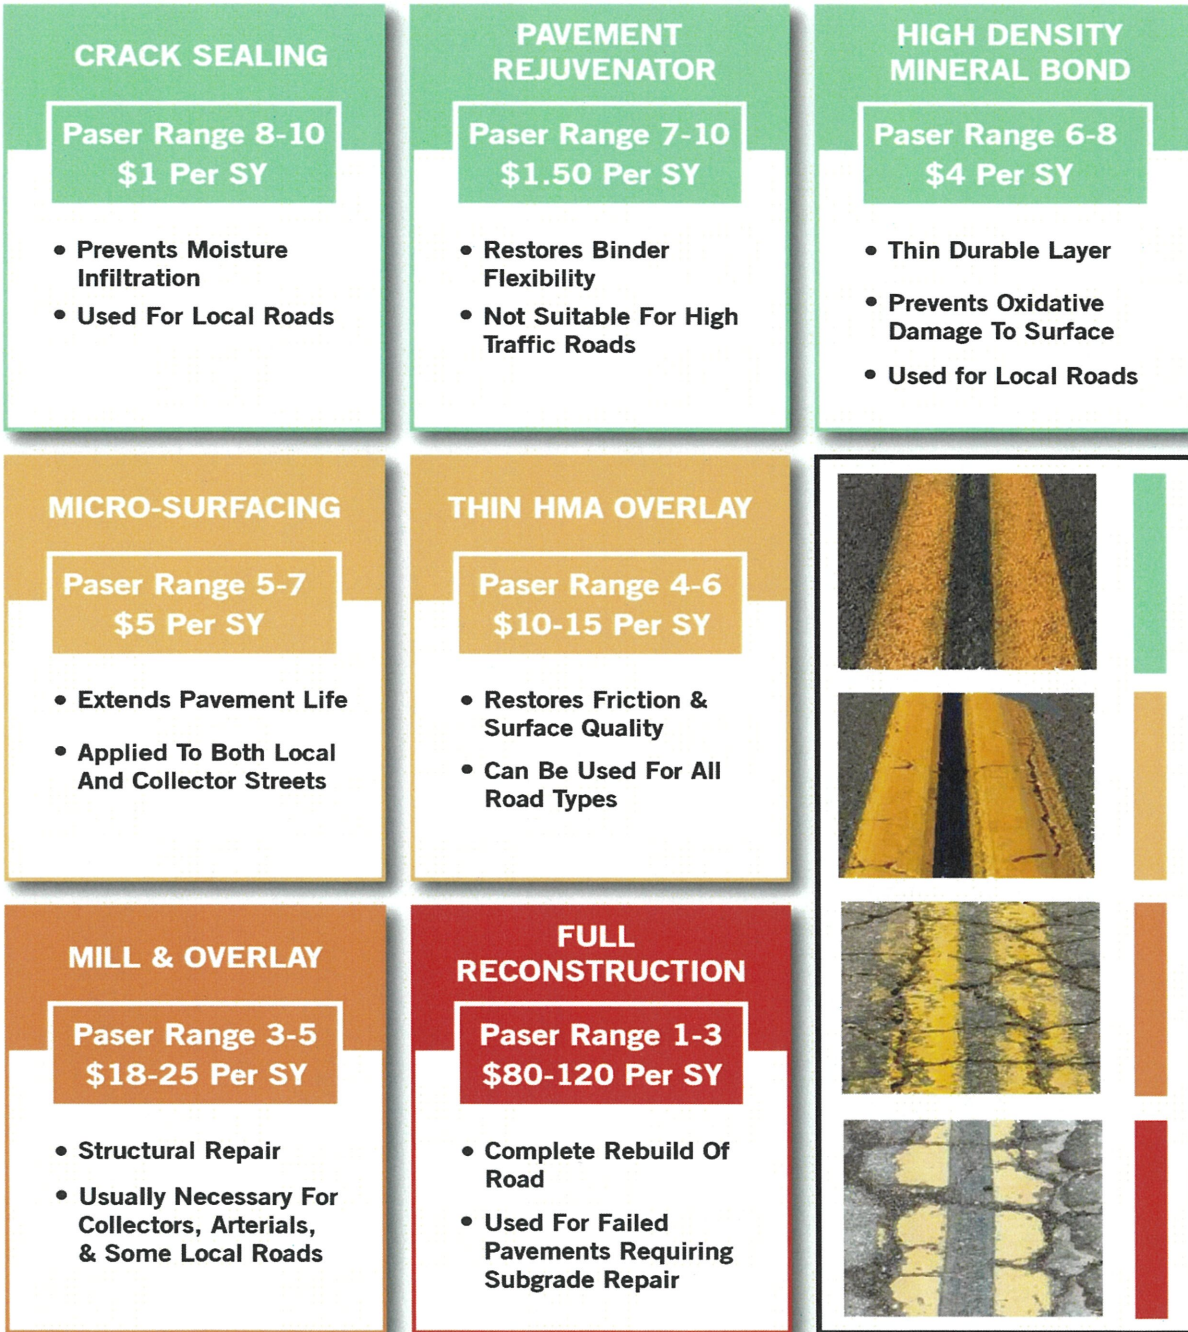 CRACK SEALING
Paser Range 8-10
$1 Per SY
• Prevents Moisture
Infiltration
• Used For Local Roads
PAVEMENT
REJUVENATOR
Paser Range 7-10
$1.50 Per SY
• Restores Binder
Flexibility
• Not Suitable For High
Traffic Roads
HIGH DENSITY
MINERAL BOND
Paser Range 6-8
$4 Per SY
• Thin Durable Layer
• Prevents Oxidative
Damage To Surface
• Used for Local Roads
MICRO-SURFACING
Paser Range 5-7
$5 Per SY
• Extends Pavement Life
• Applied To Both Local
And Collector Streets
THIN HMA OVERLAY
Paser Range 4-6
$10-15 Per SY
• Restores Friction &
Surface Quality
• Can Be Used For All
Road Types
MILL & OVERLAY
Paser Range 3-5
$18-25 Per SY
• Structural Repair
• Usually Necessary For
Collectors, Arterials,
& Some Local Roads
FULL
RECONSTRUCTION
Paser Range 1-3
$80-120 Per SY
• Complete Rebuild Of
Road
• Used For Failed
Pavements Requiring
Subgrade Repair